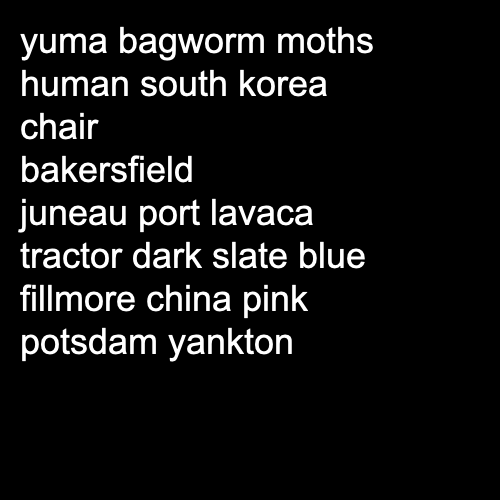 yuma bagworm moths
human south korea
chair
bakersfield
juneau port lavaca
tractor dark slate blue
fillmore china pink
potsdam yankton